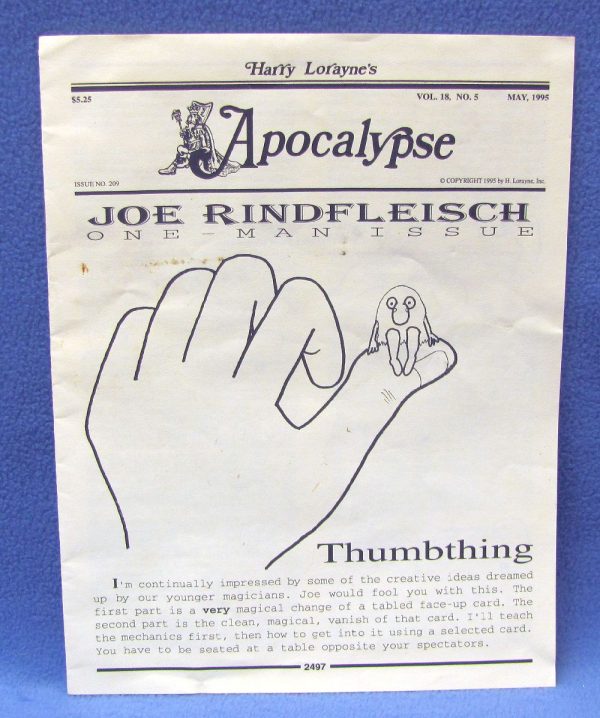 Harry Lorayne's
$5.25
VOL. 18, NO. 5 MAY, 1995
Apocalypse
ISSUE NO. 209
© COPYRIGHT 1995 by H. Lorayne, Inc.
JOE RINDFLEISCH
ONE-MAN ISSUE
Thumbthing
I'm continually impressed by some of the creative ideas dreamed
up by our younger magicians. Joe would fool you with this. The
first part is a very magical change of a tabled face-up card. The
second part is the clean, magical, vanish of that card. I'll teach
the mechanics first, then how to get into it using a selected card.
You have to be seated at a table opposite your spectators.
2497